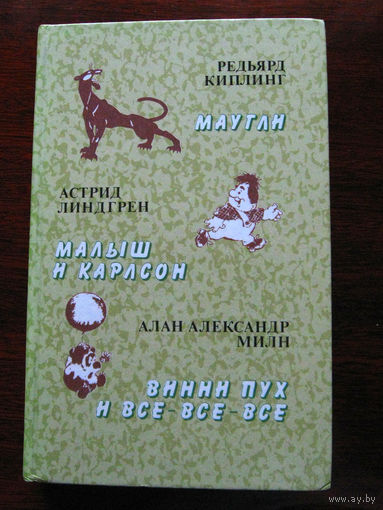 РЕДЬЯРД
КИПЛИНГ
МАУГЛИ
АСТРИД
ЛИНДГРЕН
МАЛЫШ
И КАРЛСОН
АЛАН АЛЕКСАНДР
МИЛН
ВИННИ ПУХ
И ВСЕ-ВСЕ-ВСЕ
www.ay.by